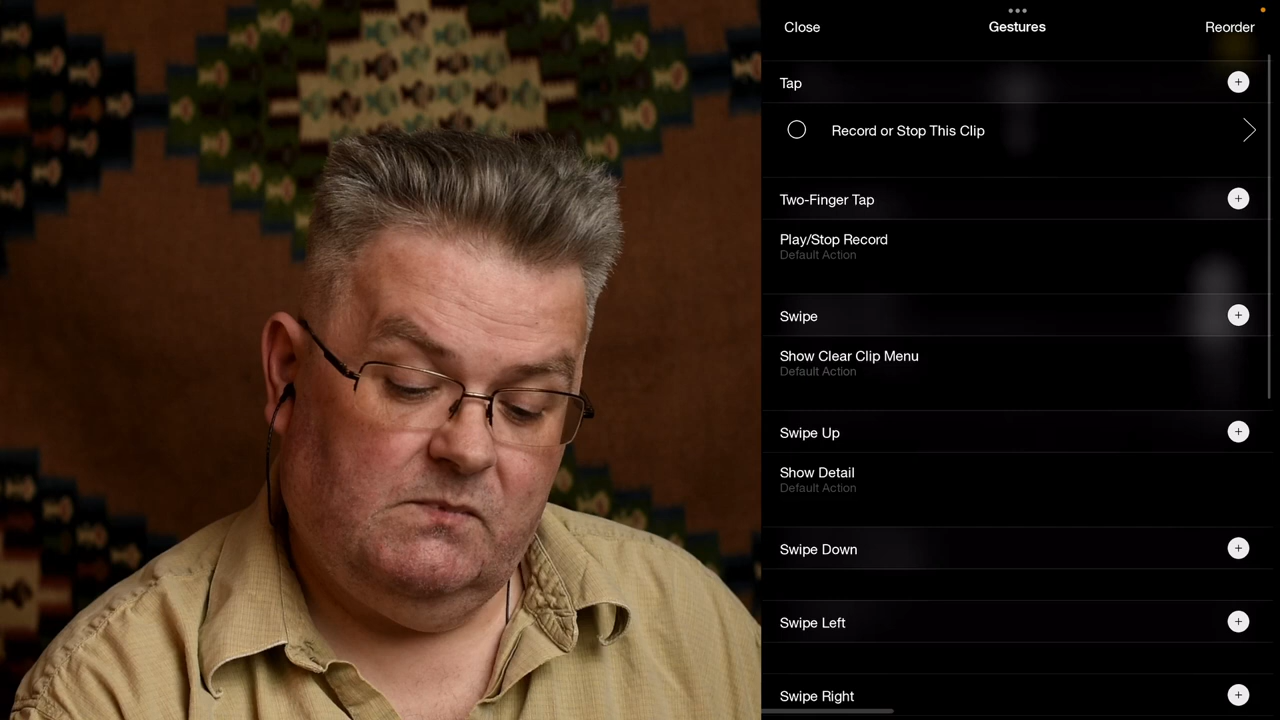 Close
Gestures
Reorder
Tap
Record or Stop This Clip
Two-Finger Tap
Play/Stop Record
Default Action
Swipe
Show Clear Clip Menu
Default Action
Swipe Up
Show Detail
Default Action
Swipe Down
Swipe Left
Swipe Right